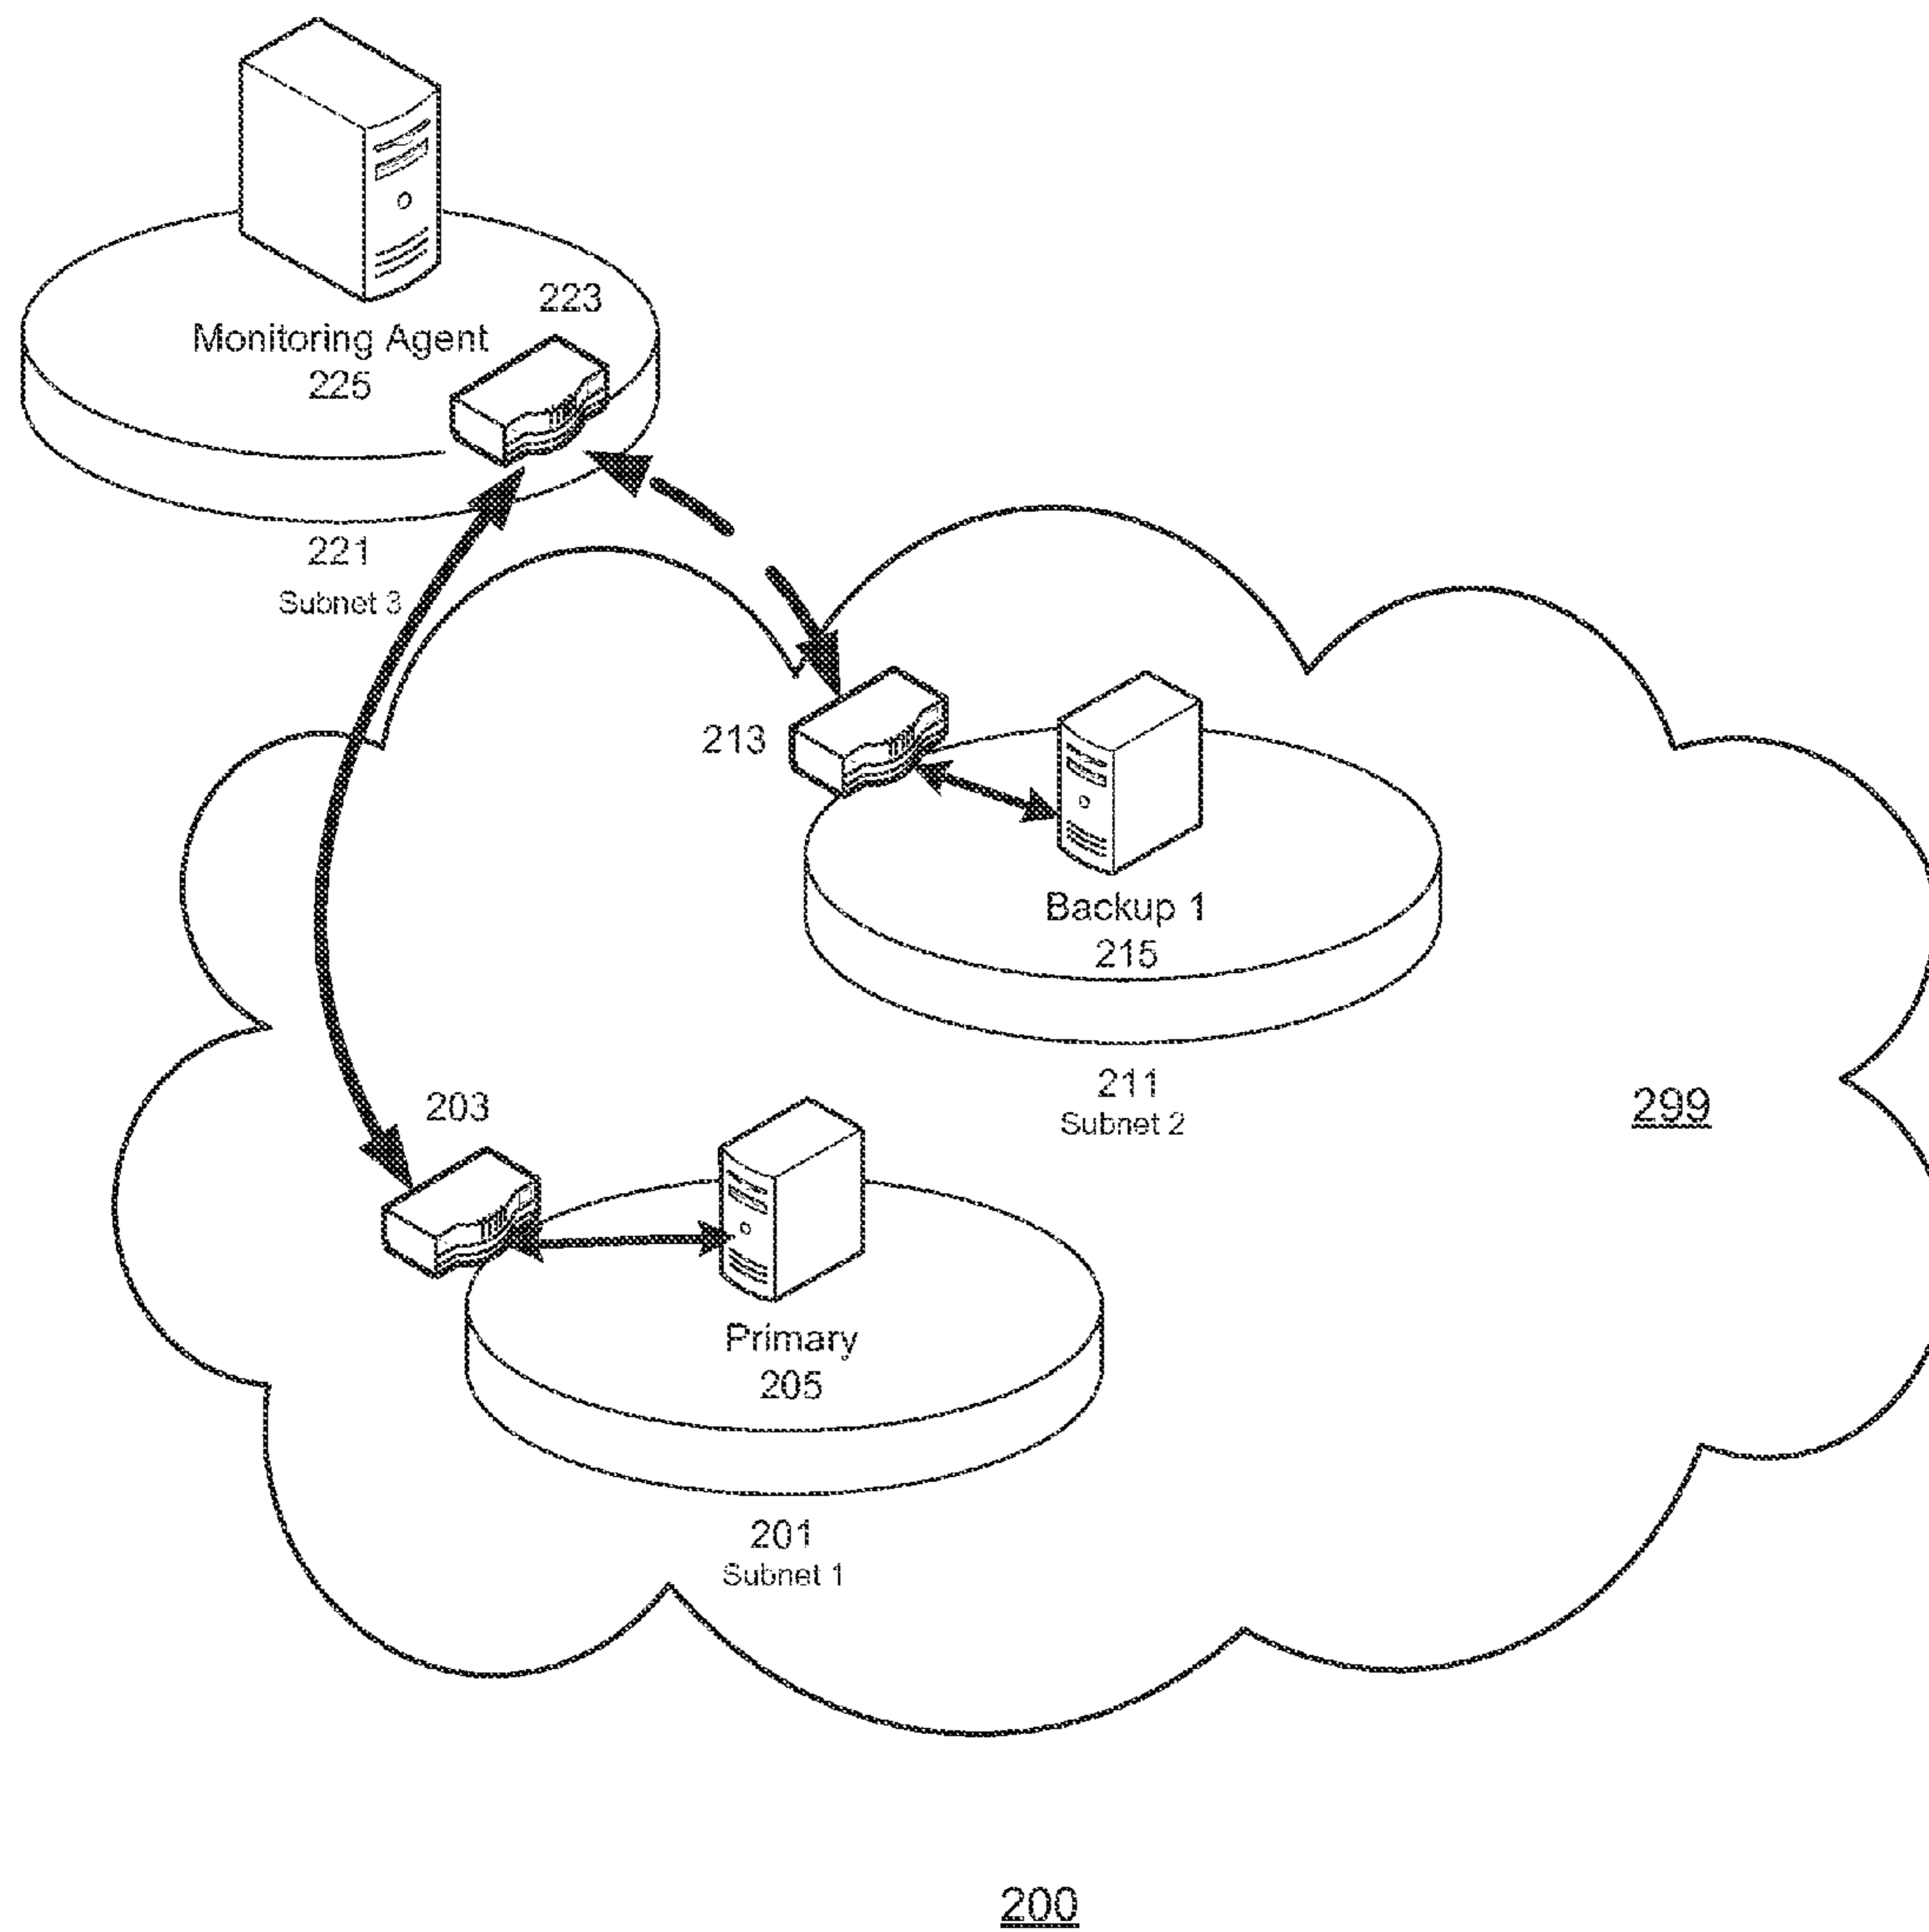 223
Monitoring Agent
225
221
Subnet 3
213
Backup 1
215
211
Subnet 2
299
203
Primary
205
201
Subnet 1
200